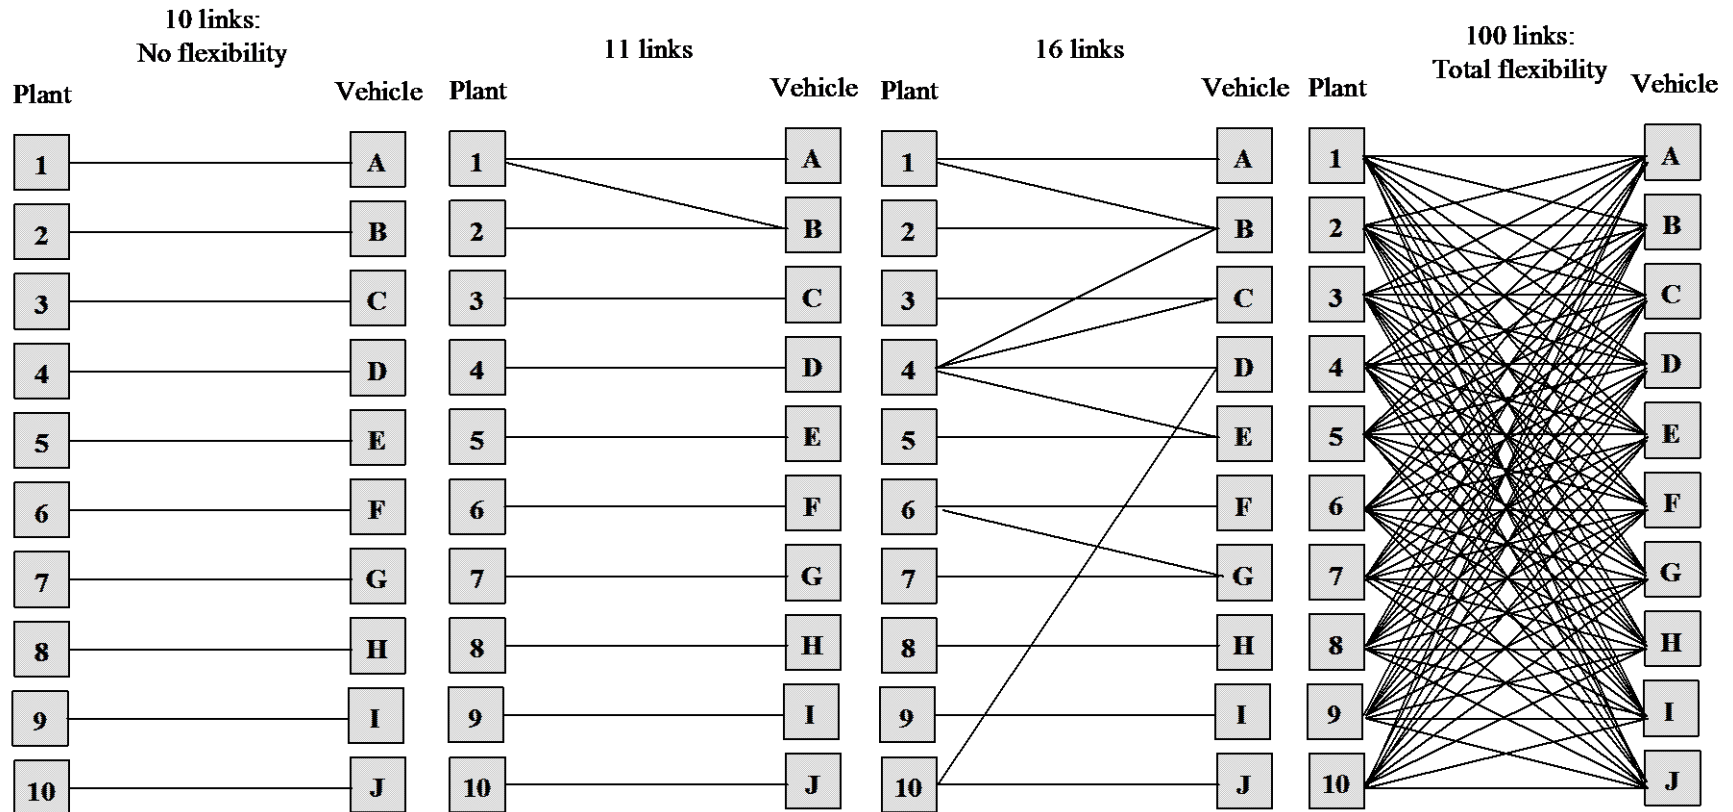 10 links:
No flexibility
11 links
16 links
100 links:
Total flexibility
Plant Vehicle Plant Vehicle Plant Vehicle Plant Vehicle
1 A 1 A 1 A 1 A
2 B 2 B 2 B 2 B
3 C 3 C 3 C 3 C
4 D 4 D 4 D 4 D
5 E 5 E 5 E 5 E
6 F 6 F 6 F 6 F
7 G 7 G 7 G 7 G
8 H 8 H 8 H 8 H
9 I 9 I 9 I 9 I
10 J 10 J 10 J 10 J